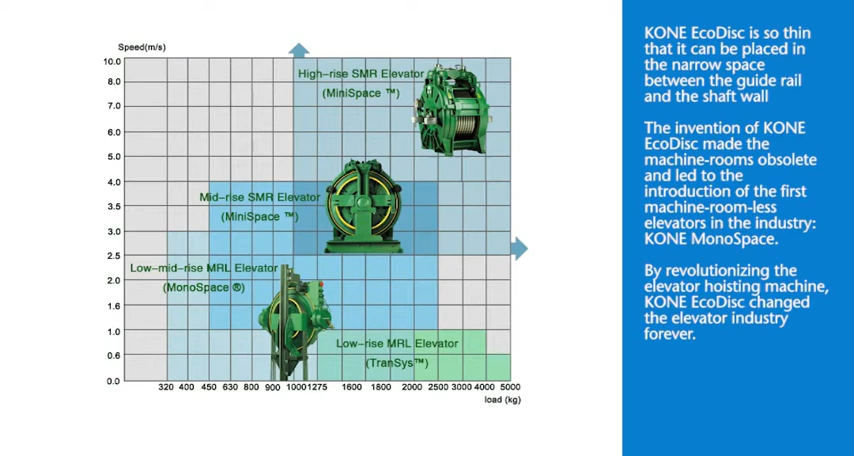 Speed(m/s)
10.0
8.0
7.0
6.0
5.0
4.0
3.5
3.0
2.5
2.0
1.6
1.0
0.6
0.0
High-rise SMR Elevator
(MiniSpace ™)
Mid-rise SMR Elevator
(MiniSpace ™)
Low-mid-rise MRL Elevator
(MonoSpace ®)
Low-rise MRL Elevator
(TranSys™)
320 400 450 630 800 900 1000 1275 1600 1800 2000 2500 3000 4000 5000
load (kg)
KONE EcoDisc is so thin
that it can be placed in
the narrow space
between the guide rail
and the shaft wall
The invention of KONE
EcoDisc made the
machine-rooms obsolete
and led to the
introduction of the first
machine-room-less
elevators in the industry:
KONE MonoSpace.
By revolutionizing the
elevator hoisting machine,
KONE EcoDisc changed
the elevator industry
forever.